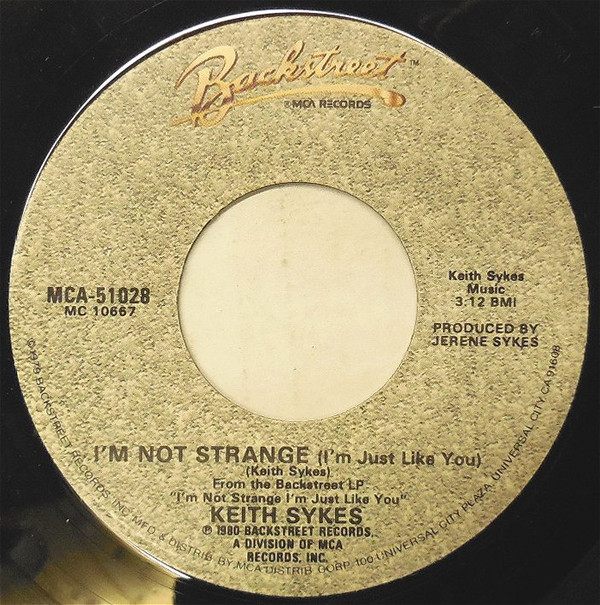 Backstreet™
MCA RECORDS
MCA-51028
MC 10667
Keith Sykes
Music
3.12 BMI
PRODUCED BY
JERENE SYKES
I'M NOT STRANGE (I'm Just Like You)
(Keith Sykes)
From the Backstreet LP
"I'm Not Strange I'm Just Like You"
KEITH SYKES
℗ 1980 BACKSTREET RECORDS,
A DIVISION OF MCA
RECORDS, INC.
©1979 BACKSTREET RECORDS, INC. MFD & DISTRIB. BY MCA DISTRIB. CORP. 100 UNIVERSAL CITY PLAZA, UNIVERSAL CITY CA 91608